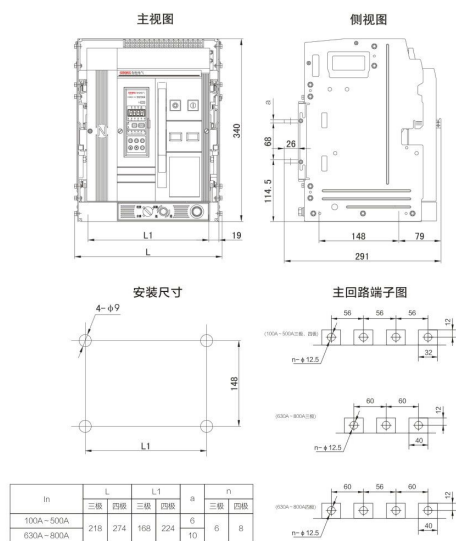 主视图
侧视图
340
L1
19
L
a
68
26
114.5
148
79
291
安装尺寸
主回路端子图
4-φ9
148
L1
56 56 56
12
(100A~500A三极、四极)
n-φ12.5
32
60 60
12
(630A~800A三极)
n-φ12.5
40
60 56 60
12
(630A~800A四极)
n-φ12.5
40
In L L1 a n
三极 四极 三极 四极 三极 四极
100A~500A 218 274 168 224 6 6 8
630A~800A 10